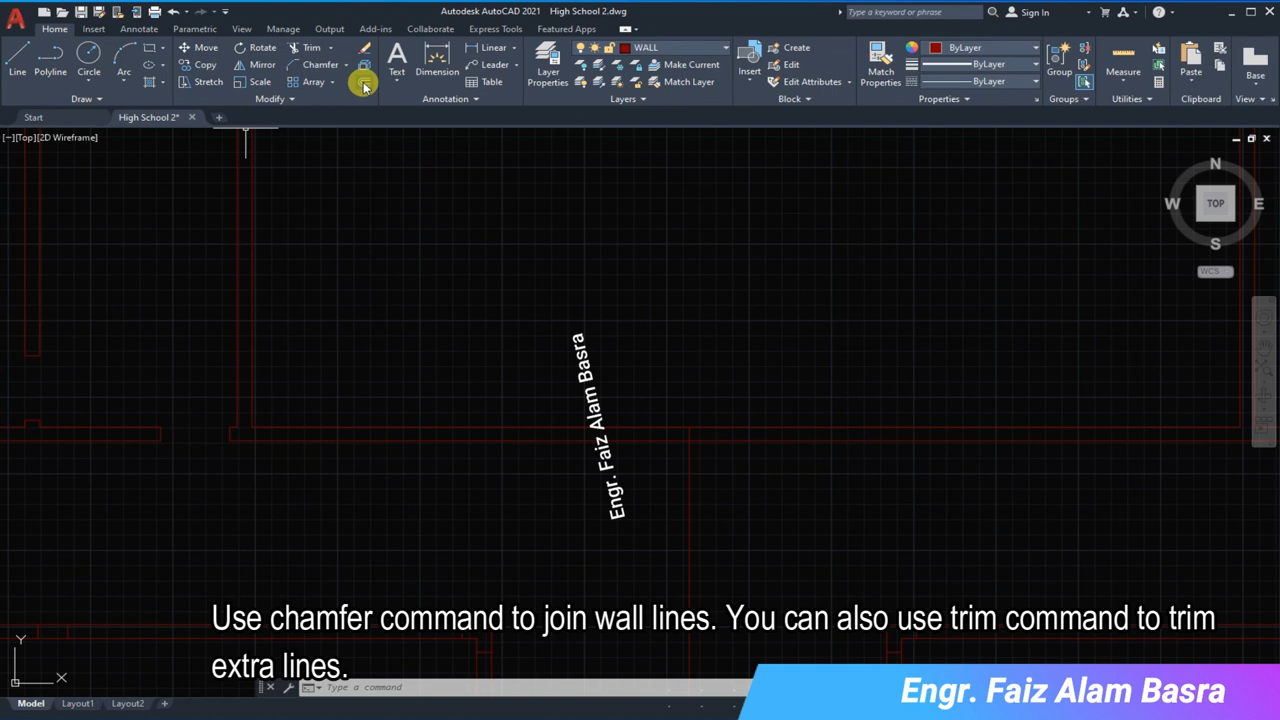 Autodesk AutoCAD 2021 High School 2.dwg
Type a keyword or phrase
Sign In
Home Insert Annotate Parametric View Manage Output Add-ins Collaborate Express Tools Featured Apps
Line Polyline Circle Arc
Move Rotate Trim
Copy Mirror Chamfer
Stretch Scale Array
Text Dimension
Linear
Leader
Table
Layer Properties
WALL
Make Current
Match Layer
Insert
Create
Edit
Edit Attributes
Match Properties
ByLayer
ByLayer
ByLayer
Group Measure Paste Base
Draw Modify Annotation Layers Block Properties Groups Utilities Clipboard View
Start High School 2*
[−][Top][2D Wireframe]
N
W TOP E
S
WCS
Engr. Faiz Alam Basra
Use chamfer command to join wall lines. You can also use trim command to trim
extra lines.
Y
X
Type a command
Engr. Faiz Alam Basra
Model Layout1 Layout2